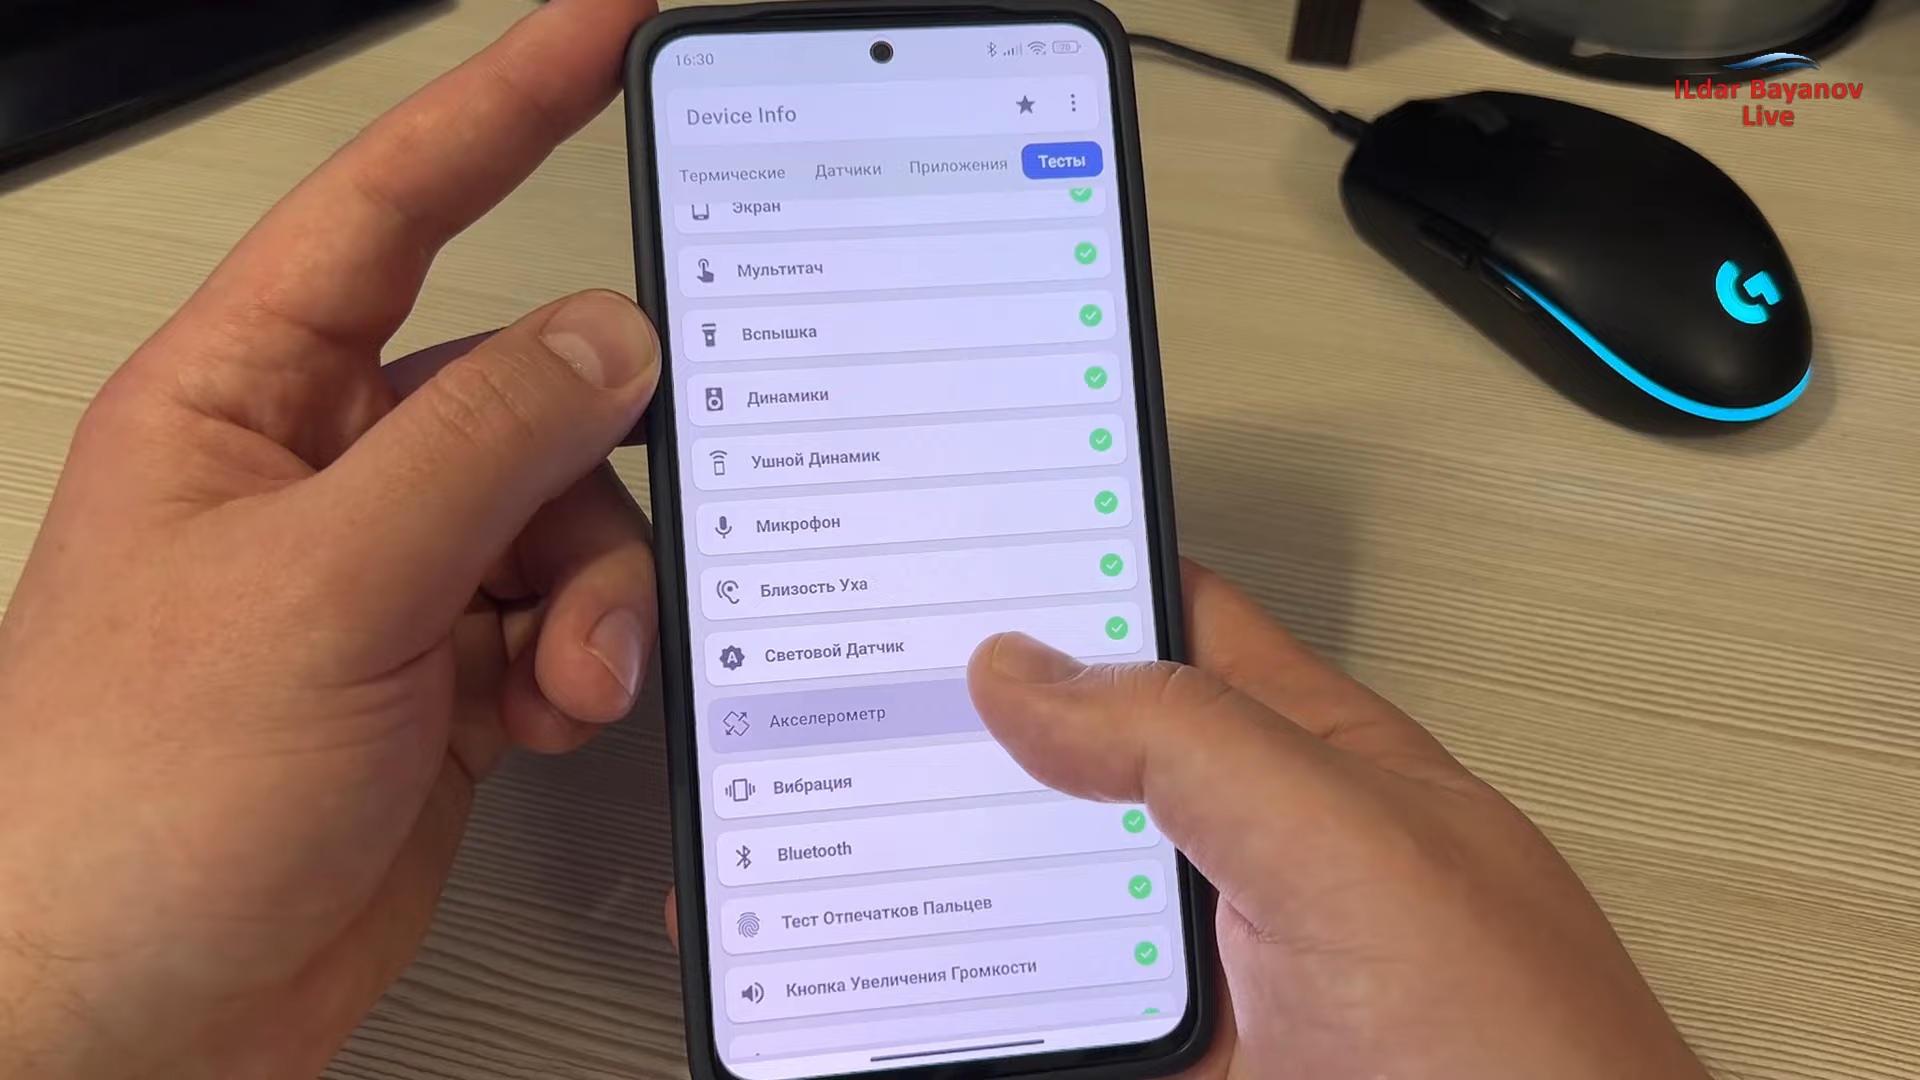 16:30
70
ILdar Bayanov
Live
Device Info
Термические
Датчики
Приложения
Тесты
Экран
Мультитач
Вспышка
Динамики
Ушной Динамик
Микрофон
Близость Уха
Световой Датчик
Акселерометр
Вибрация
Bluetooth
Тест Отпечатков Пальцев
Кнопка Увеличения Громкости